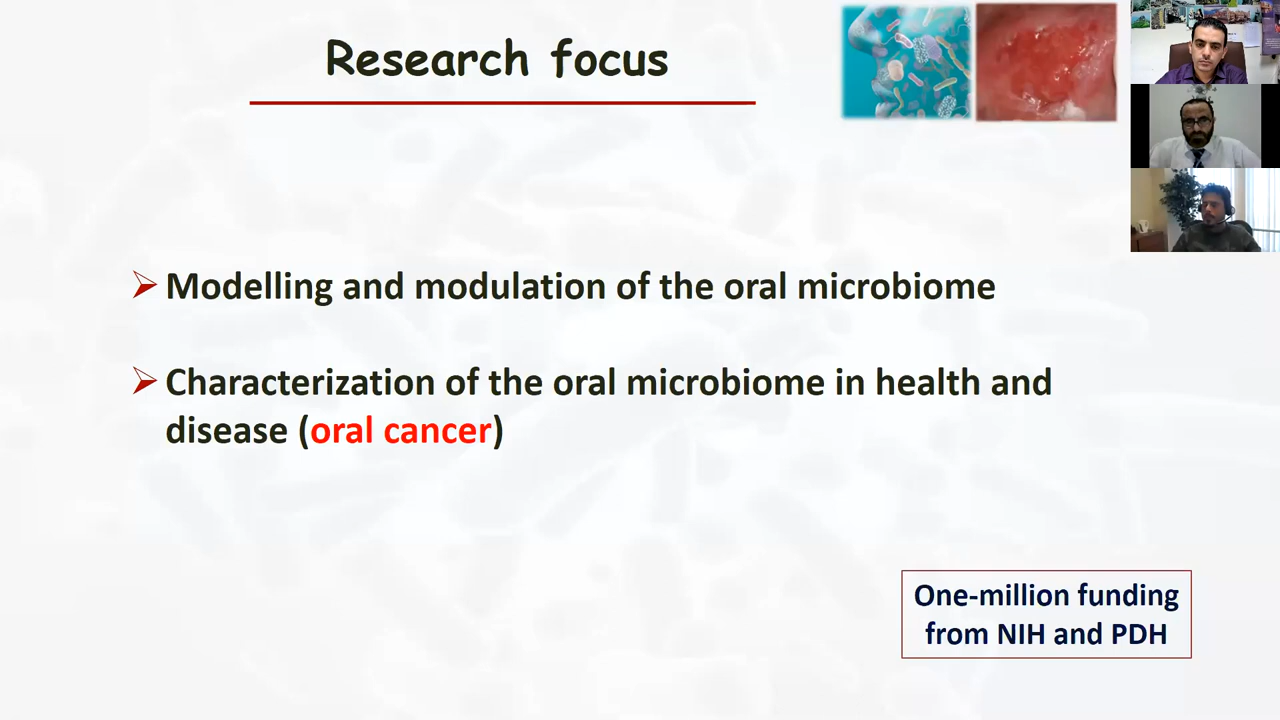 Research focus
Modelling and modulation of the oral microbiome
Characterization of the oral microbiome in health and
disease (oral cancer)
One-million funding
from NIH and PDH